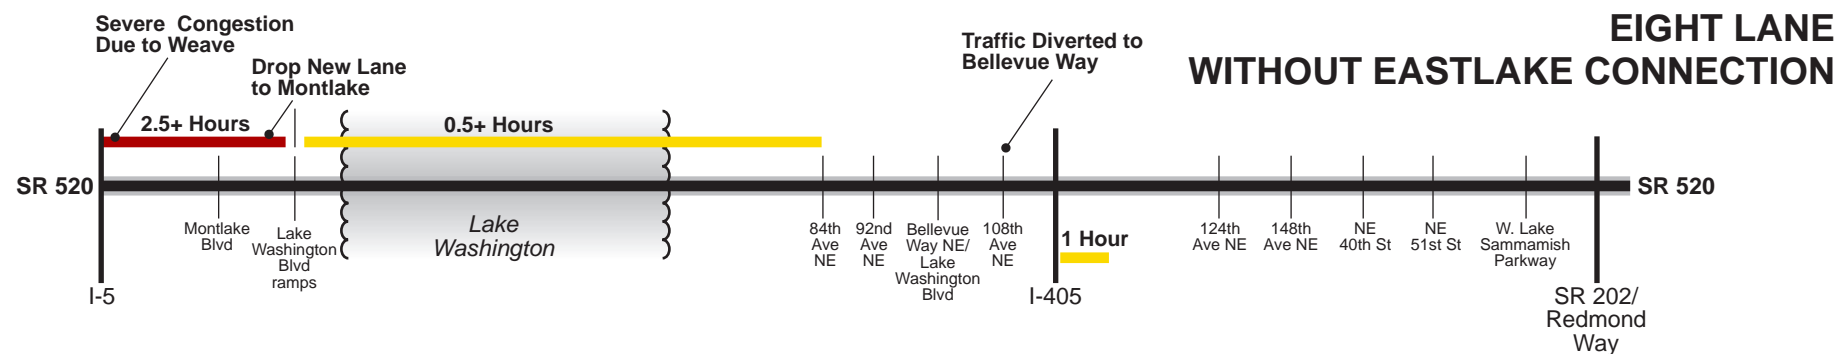 EIGHT LANE
WITHOUT EASTLAKE CONNECTION
Severe Congestion
Due to Weave
Drop New Lane
to Montlake
Traffic Diverted to
Bellevue Way
2.5+ Hours
0.5+ Hours
SR 520
SR 520
Montlake
Blvd
Lake
Washington
Blvd
ramps
Lake
Washington
84th
Ave
NE
92nd
Ave
NE
Bellevue
Way NE/
Lake
Washington
Blvd
108th
Ave
NE
1 Hour
124th
Ave NE
148th
Ave NE
NE
40th St
NE
51st St
W. Lake
Sammamish
Parkway
I-5
I-405
SR 202/
Redmond
Way